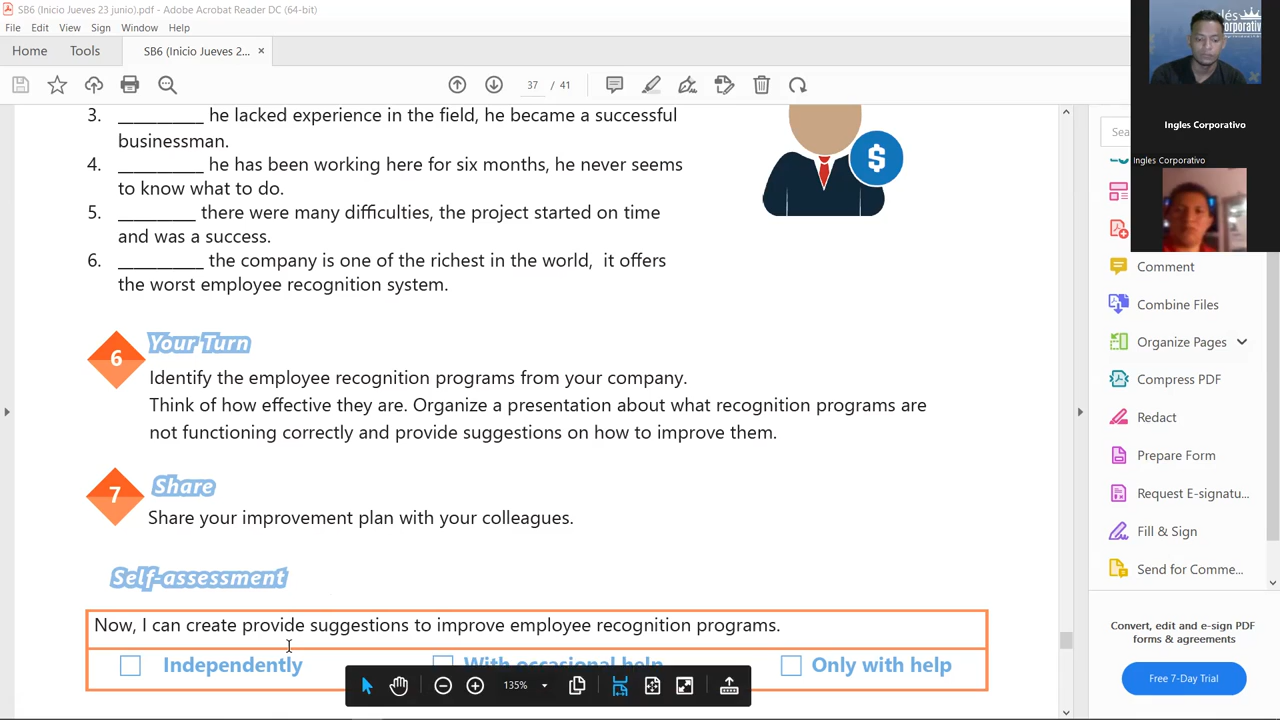 SB6 (Inicio Jueves 23 junio).pdf - Adobe Acrobat Reader DC (64-bit)
File Edit View Sign Window Help
Home Tools SB6 (Inicio Jueves 2... ×
37 / 41
3. ___________ he lacked experience in the field, he became a successful
businessman.
4. ___________ he has been working here for six months, he never seems
to know what to do.
5. __________ there were many difficulties, the project started on time
and was a success.
6. ___________ the company is one of the richest in the world, it offers
the worst employee recognition system.
$
6 Your Turn
Identify the employee recognition programs from your company.
Think of how effective they are. Organize a presentation about what recognition programs are
not functioning correctly and provide suggestions on how to improve them.
7 Share
Share your improvement plan with your colleagues.
Self-assessment
Now, I can create provide suggestions to improve employee recognition programs.
Independently With occasional help Only with help
135%
Ingles Corporativo
Ingles Corporativo
Sea
Comment
Combine Files
Organize Pages
Compress PDF
Redact
Prepare Form
Request E-signatu...
Fill & Sign
Send for Comme...
Convert, edit and e-sign PDF
forms & agreements
Free 7-Day Trial